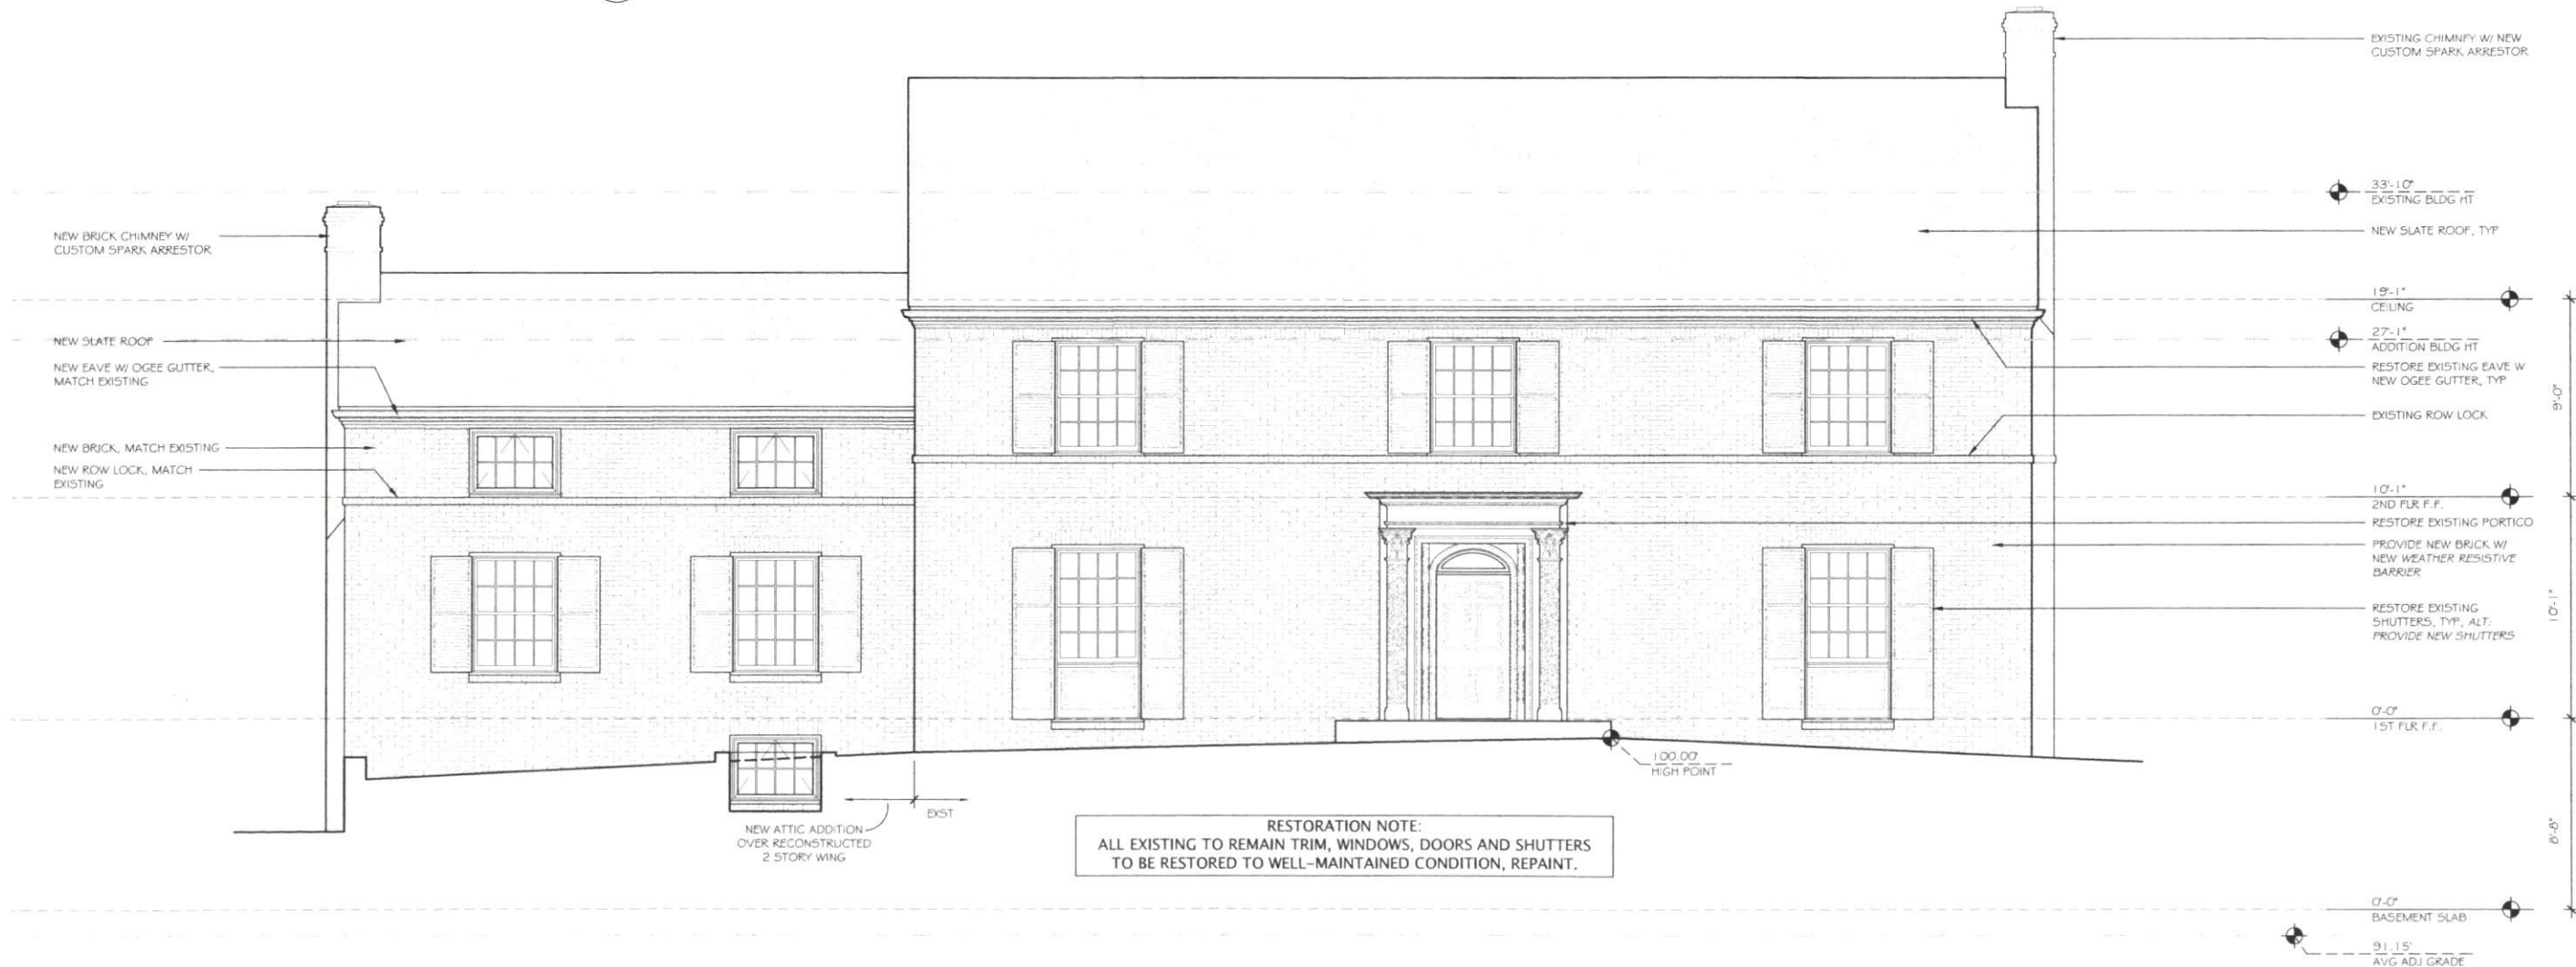 NEW BRICK CHIMNEY W/
CUSTOM SPARK ARRESTOR
NEW SLATE ROOF
NEW EAVE W/ OGEE GUTTER,
MATCH EXISTING
NEW BRICK, MATCH EXISTING
NEW ROW LOCK, MATCH
EXISTING
NEW ATTIC ADDITION
OVER RECONSTRUCTED
2 STORY WING
EXST
100.00'
HIGH POINT
RESTORATION NOTE:
ALL EXISTING TO REMAIN TRIM, WINDOWS, DOORS AND SHUTTERS
TO BE RESTORED TO WELL-MAINTAINED CONDITION, REPAINT.
EXISTING CHIMNEY W/ NEW
CUSTOM SPARK ARRESTOR
33'-10"
EXISTING BLDG HT
NEW SLATE ROOF, TYP
19'-1"
CEILING
27'-1"
ADDITION BLDG HT
RESTORE EXISTING EAVE W
NEW OGEE GUTTER, TYP
EXISTING ROW LOCK
10'-1"
2ND FLR F.F.
RESTORE EXISTING PORTICO
PROVIDE NEW BRICK W/
NEW WEATHER RESISTIVE
BARRIER
RESTORE EXISTING
SHUTTERS, TYP, ALT:
PROVIDE NEW SHUTTERS
0'-0"
1ST FLR F.F.
0'-0"
BASEMENT SLAB
91.15'
AVG ADJ GRADE
9'-0"
10'-1"
8'-8"